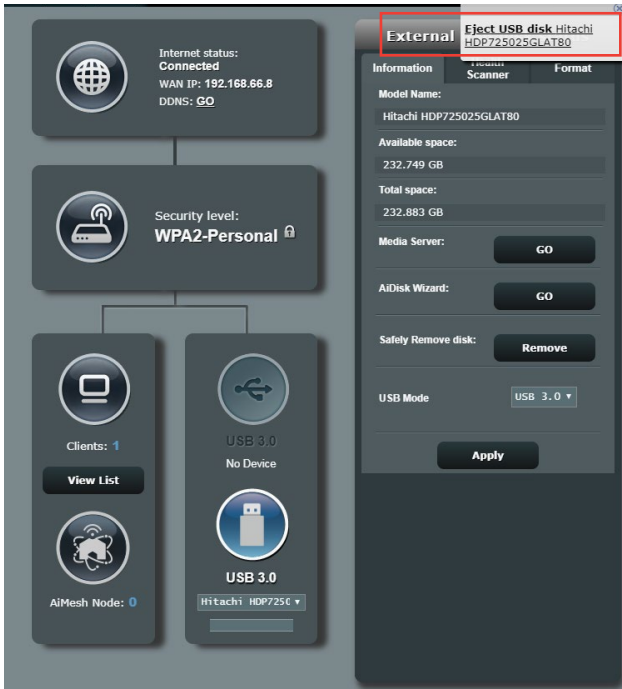 Internet status:
Connected
WAN IP: 192.168.66.8
DDNS: GO
Security level:
WPA2-Personal
Clients: 1
View List
AiMesh Node: 0
USB 3.0
No Device
USB 3.0
Hitachi HDP725C
External
Eject USB disk Hitachi
HDP725025GLAT80
Information
Health
Scanner
Format
Model Name:
Hitachi HDP725025GLAT80
Available space:
232.749 GB
Total space:
232.883 GB
Media Server:
GO
AiDisk Wizard:
GO
Safely Remove disk:
Remove
USB Mode
USB 3.0
Apply